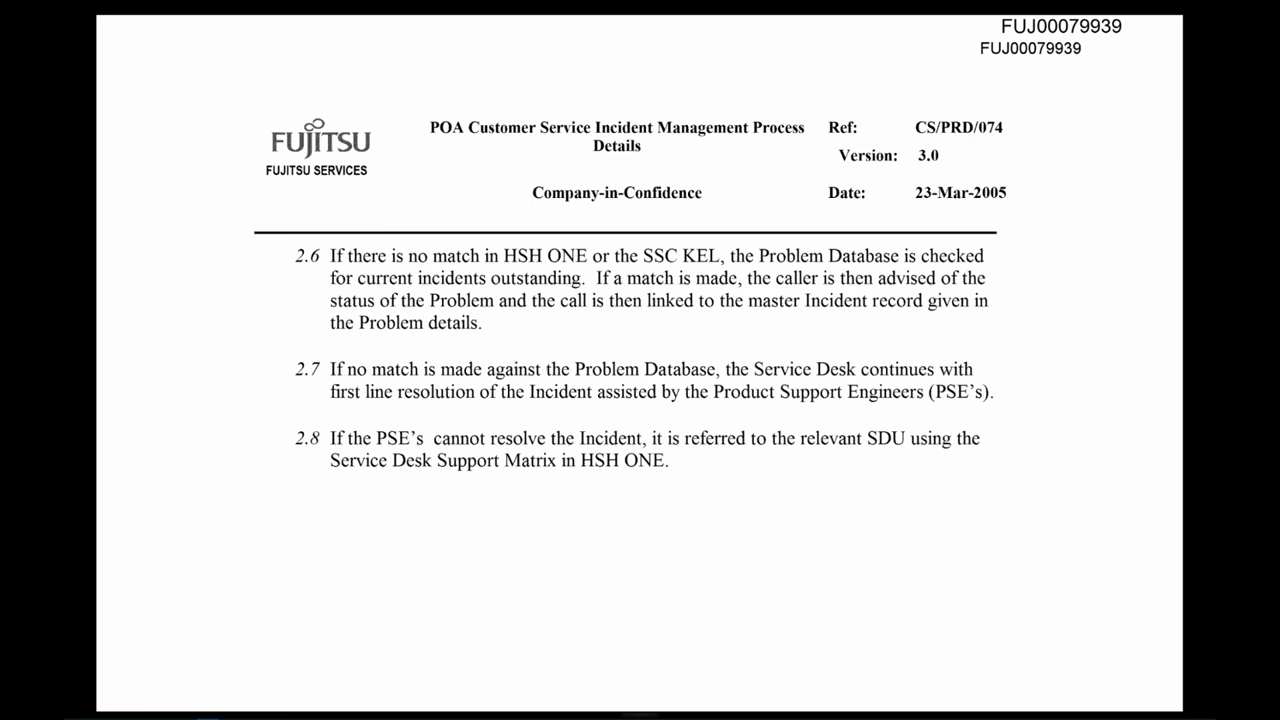 FUJ00079939
FUJ00079939
FUJITSU
FUJITSU SERVICES
POA Customer Service Incident Management Process
Details
Company-in-Confidence
Ref: CS/PRD/074
Version: 3.0
Date: 23-Mar-2005
2.6 If there is no match in HSH ONE or the SSC KEL, the Problem Database is checked
for current incidents outstanding. If a match is made, the caller is then advised of the
status of the Problem and the call is then linked to the master Incident record given in
the Problem details.
2.7 If no match is made against the Problem Database, the Service Desk continues with
first line resolution of the Incident assisted by the Product Support Engineers (PSE's).
2.8 If the PSE's cannot resolve the Incident, it is referred to the relevant SDU using the
Service Desk Support Matrix in HSH ONE.